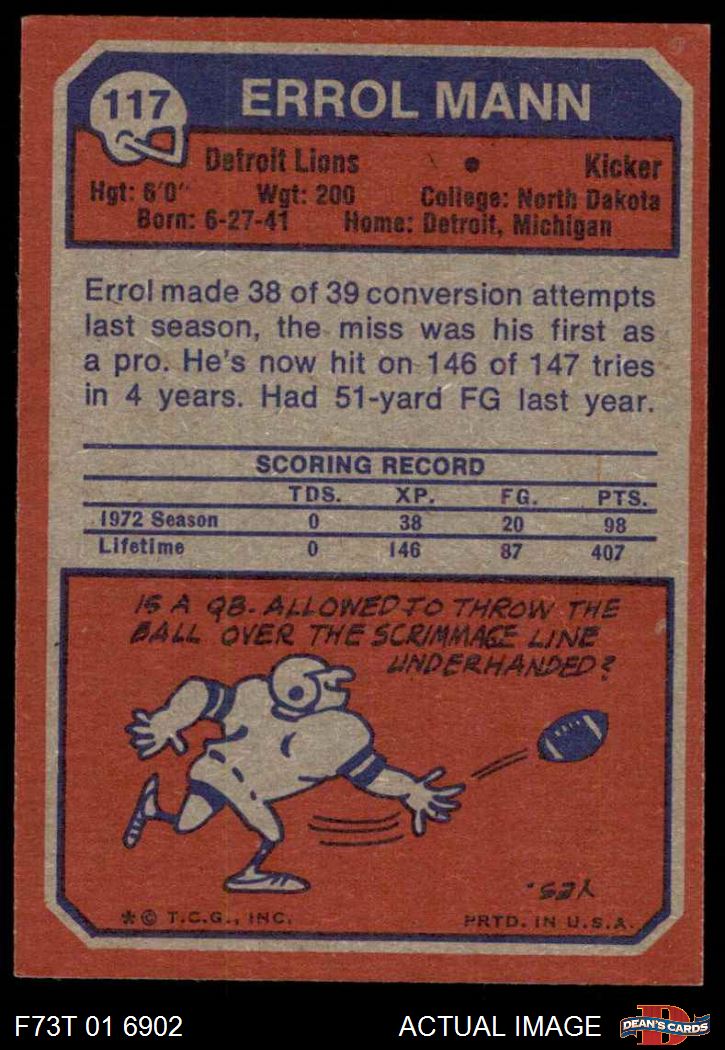 117
ERROL MANN
Detroit Lions • Kicker
Hgt: 6'0" Wgt: 200 College: North Dakota
Born: 6-27-41 Home: Detroit, Michigan
Errol made 38 of 39 conversion attempts
last season, the miss was his first as
a pro. He's now hit on 146 of 147 tries
in 4 years. Had 51-yard FG last year.
SCORING RECORD
TDS. XP. FG. PTS.
1972 Season 0 38 20 98
Lifetime 0 146 87 407
IS A QB. ALLOWED TO THROW THE
BALL OVER THE SCRIMMAGE LINE
UNDERHANDED?
YES.
*© T.C.G., INC. PRTD. IN U.S.A.
F73T 01 6902 ACTUAL IMAGE D DEAN'S CARDS